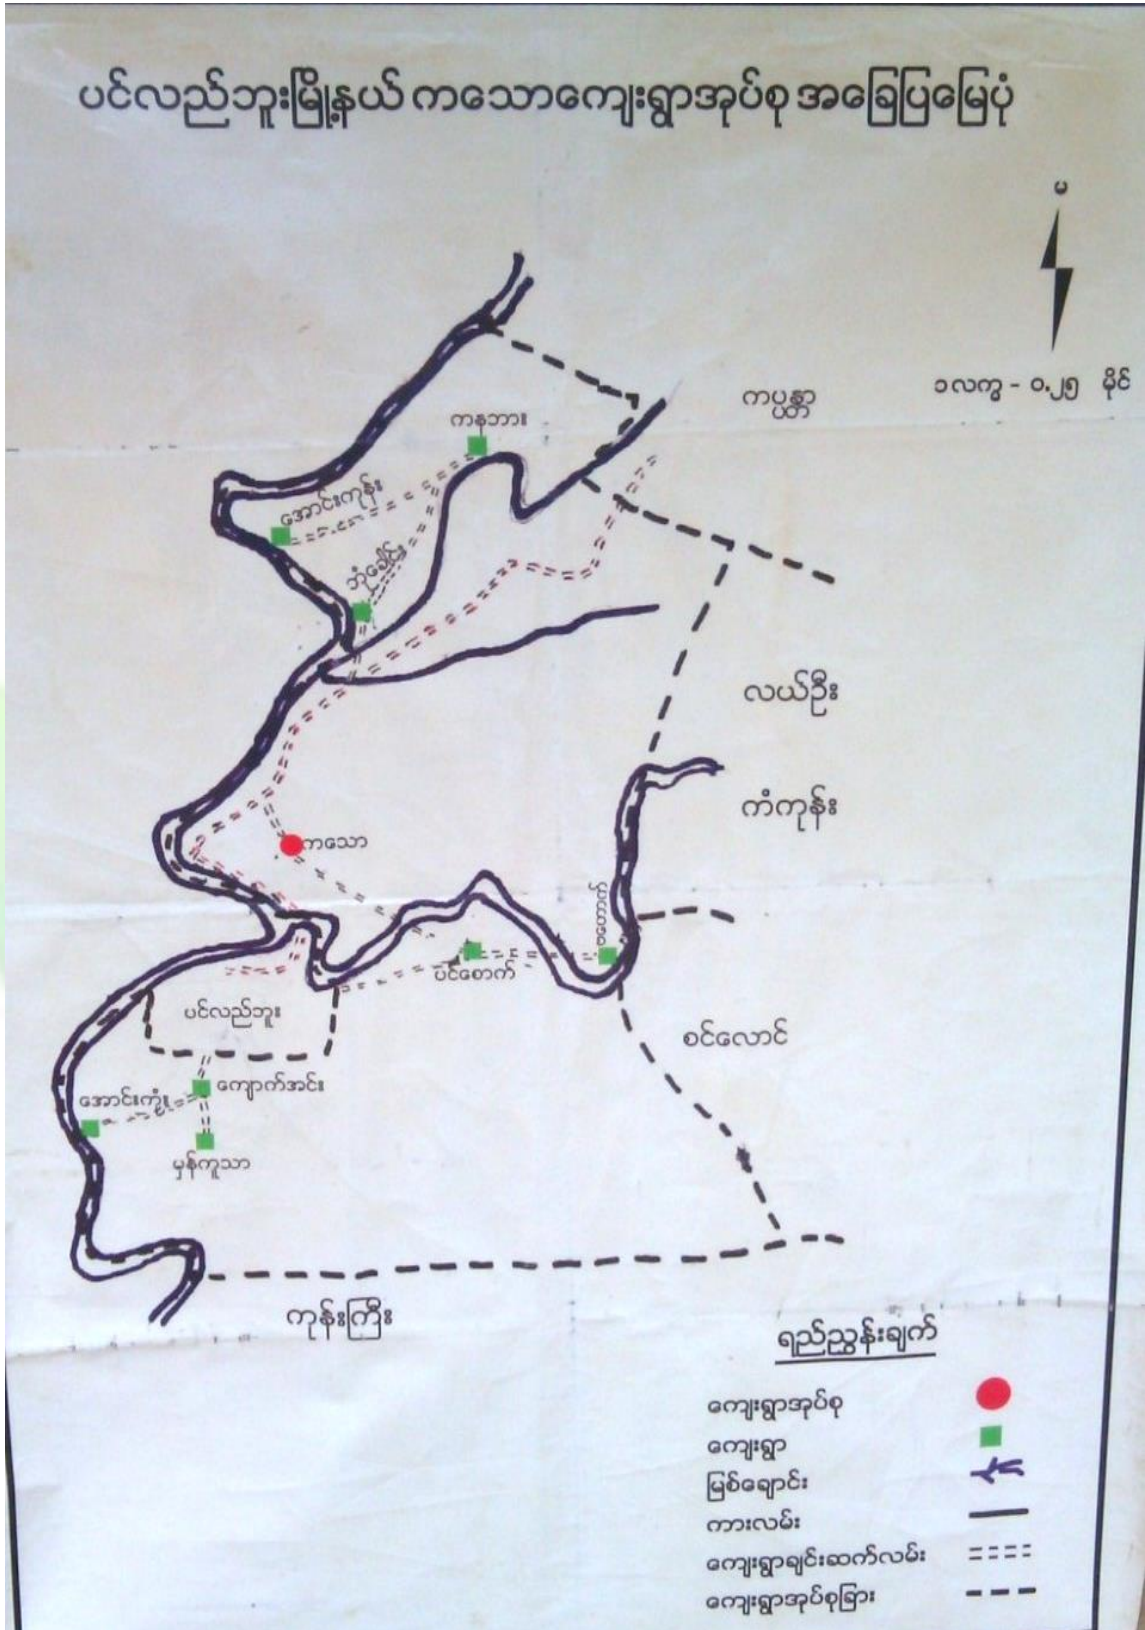 ပင်လည်ဘူးမြို့နယ် ကသောကျေးရွာအုပ်စု အခြေပြမြေပုံ
မ
၁လက္မ - ၀.၂၅ မိုင်
ကပ္ပန္တာ
ကနဘား
အောင်းကုန်း
ဘုံခေါင်း
လယ်ဦး
ကံကုန်း
ကသော
ဗဟောက်
ပင်စောက်
ပင်လည်ဘူး
စင်လောင်
ကျောက်အင်း
အောင်းကုံး
မှန်ကူသာ
ကုန်းကြီး
ရည်ညွှန်းချက်
ကျေးရွာအုပ်စု
ကျေးရွာ
မြစ်ချောင်း
ကားလမ်း
ကျေးရွာချင်းဆက်လမ်း
ကျေးရွာအုပ်စုခြား